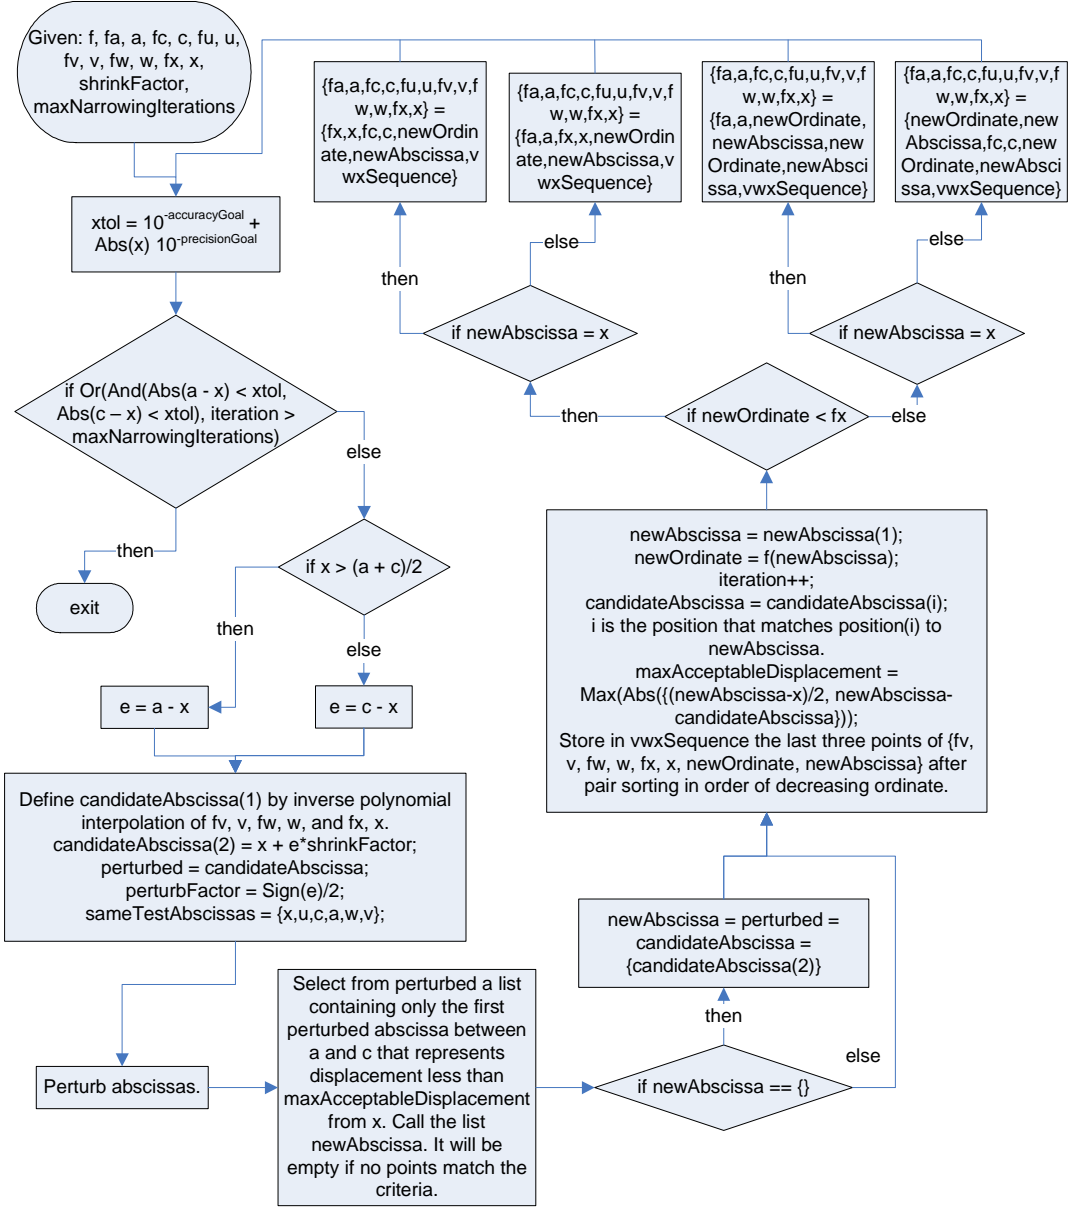 Given: f, fa, a, fc, c, fu, u,
fv, v, fw, w, fx, x,
shrinkFactor,
maxNarrowingIterations
xtol = 10^-accuracyGoal +
Abs(x) 10^-precisionGoal
if Or(And(Abs(a - x) < xtol,
Abs(c – x) < xtol), iteration >
maxNarrowingIterations)
then
exit
else
if x > (a + c)/2
then
else
e = a - x
e = c - x
Define candidateAbscissa(1) by inverse polynomial
interpolation of fv, v, fw, w, and fx, x.
candidateAbscissa(2) = x + e*shrinkFactor;
perturbed = candidateAbscissa;
perturbFactor = Sign(e)/2;
sameTestAbscissas = {x,u,c,a,w,v};
Perturb abscissas.
Select from perturbed a list
containing only the first
perturbed abscissa between
a and c that represents
displacement less than
maxAcceptableDisplacement
from x. Call the list
newAbscissa. It will be
empty if no points match the
criteria.
if newAbscissa == {}
then
else
newAbscissa = perturbed =
candidateAbscissa =
{candidateAbscissa(2)}
newAbscissa = newAbscissa(1);
newOrdinate = f(newAbscissa);
iteration++;
candidateAbscissa = candidateAbscissa(i);
i is the position that matches position(i) to
newAbscissa.
maxAcceptableDisplacement =
Max(Abs({(newAbscissa-x)/2, newAbscissa-
candidateAbscissa}));
Store in vwxSequence the last three points of {fv,
v, fw, w, fx, x, newOrdinate, newAbscissa} after
pair sorting in order of decreasing ordinate.
if newOrdinate < fx
then
else
if newAbscissa = x
then
else
if newAbscissa = x
then
else
{fa,a,fc,c,fu,u,fv,v,f
w,w,fx,x} =
{fx,x,fc,c,newOrdin
ate,newAbscissa,v
wxSequence}
{fa,a,fc,c,fu,u,fv,v,f
w,w,fx,x} =
{fa,a,fx,x,newOrdin
ate,newAbscissa,v
wxSequence}
{fa,a,fc,c,fu,u,fv,v,f
w,w,fx,x} =
{fa,a,newOrdinate,
newAbscissa,new
Ordinate,newAbsci
ssa,vwxSequence}
{fa,a,fc,c,fu,u,fv,v,f
w,w,fx,x} =
{newOrdinate,new
Abscissa,fc,c,new
Ordinate,newAbsci
ssa,vwxSequence}